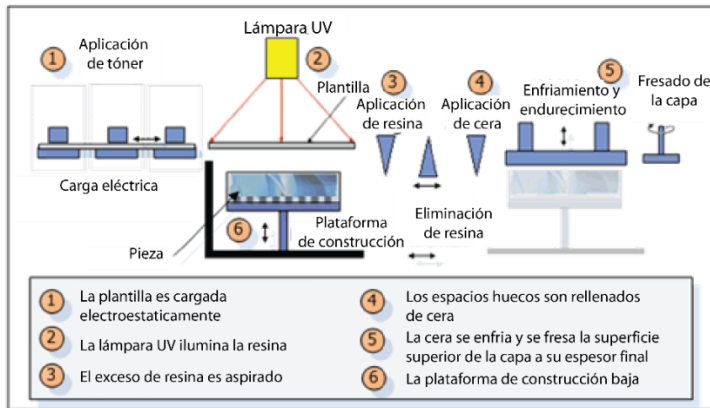 Lámpara UV
1 Aplicación
de tóner
2
Plantilla
3
Aplicación
de resina
4
Aplicación
de cera
5
Enfriamiento y
endurecimiento
Fresado de
la capa
Carga eléctrica
Pieza
6
Plataforma
de construcción
Eliminación
de resina
1 La plantilla es cargada
electroestaticamente
2 La lámpara UV ilumina la resina
3 El exceso de resina es aspirado
4 Los espacios huecos son rellenados
de cera
5 La cera se enfria y se fresa la superficie
superior de la capa a su espesor final
6 La plataforma de construcción baja